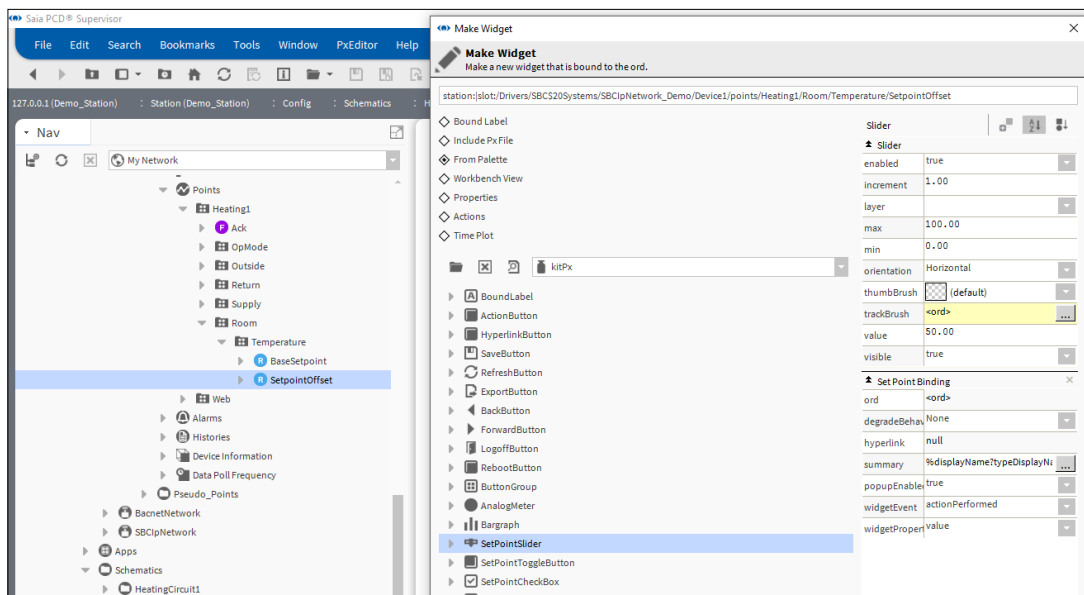 Saia PCD® Supervisor
File Edit Search Bookmarks Tools Window PxEditor Help
127.0.0.1 (Demo_Station) : Station (Demo_Station) : Config : Schematics : H
Nav
My Network
Points
Heating1
Ack
OpMode
Outside
Return
Supply
Room
Temperature
BaseSetpoint
SetpointOffset
Web
Alarms
Histories
Device Information
Data Poll Frequency
Pseudo_Points
BacnetNetwork
SBCIpNetwork
Apps
Schematics
HeatingCircuit1
Make Widget
Make Widget
Make a new widget that is bound to the ord.
station:|slot:/Drivers/SBCS20Systems/SBCIpNetwork_Demo/Device1/points/Heating1/Room/Temperature/SetpointOffset
Bound Label
Include Px File
From Palette
Workbench View
Properties
Actions
Time Plot
kitPx
BoundLabel
ActionButton
HyperlinkButton
SaveButton
RefreshButton
ExportButton
BackButton
ForwardButton
LogoffButton
RebootButton
ButtonGroup
AnalogMeter
Bargraph
SetPointSlider
SetPointToggleButton
SetPointCheckBox
Slider
Slider
enabled true
increment 1.00
layer
max 100.00
min 0.00
orientation Horizontal
thumbBrush (default)
trackBrush <ord> ...
value 50.00
visible true
Set Point Binding
ord <ord>
degradeBehav None
hyperlink null
summary %displayName?typeDisplayNa ...
popupEnable true
widgetEvent actionPerformed
widgetPropert value